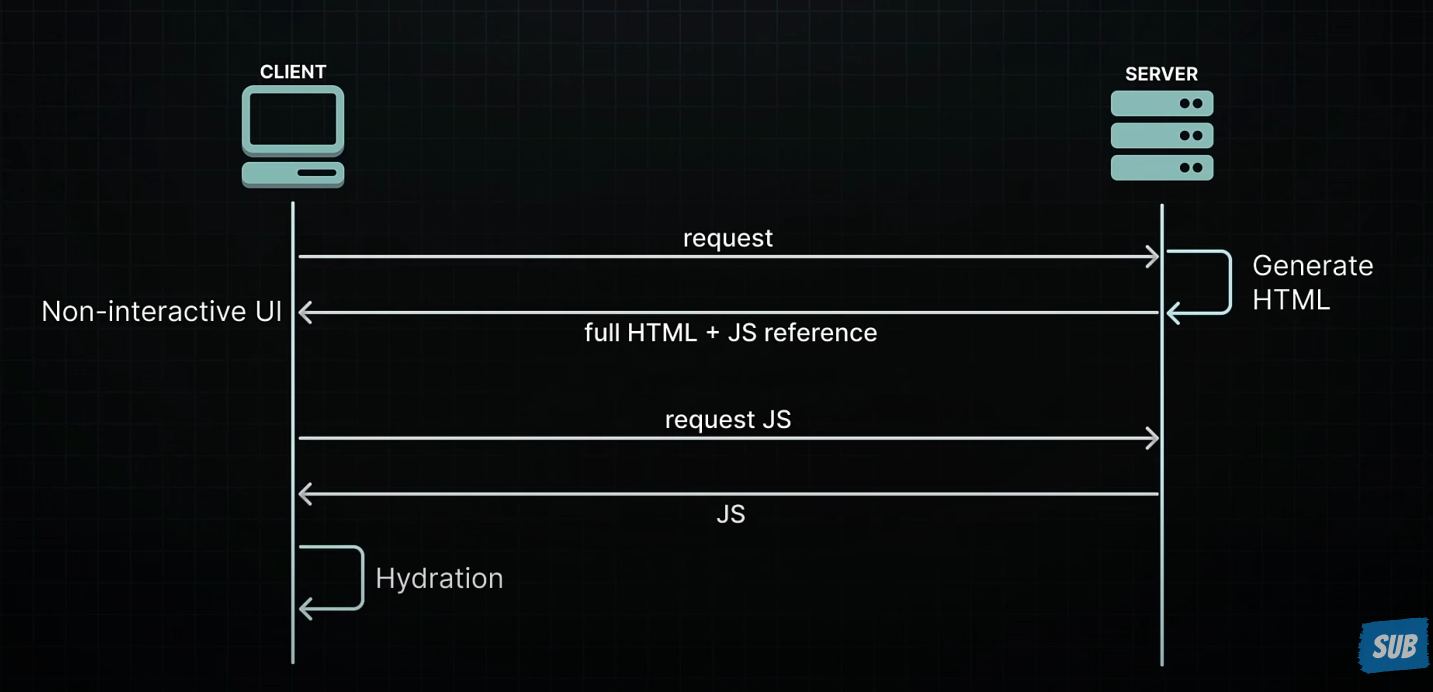 CLIENT
SERVER
request
Generate
HTML
Non-interactive UI
full HTML + JS reference
request JS
JS
Hydration
SUB